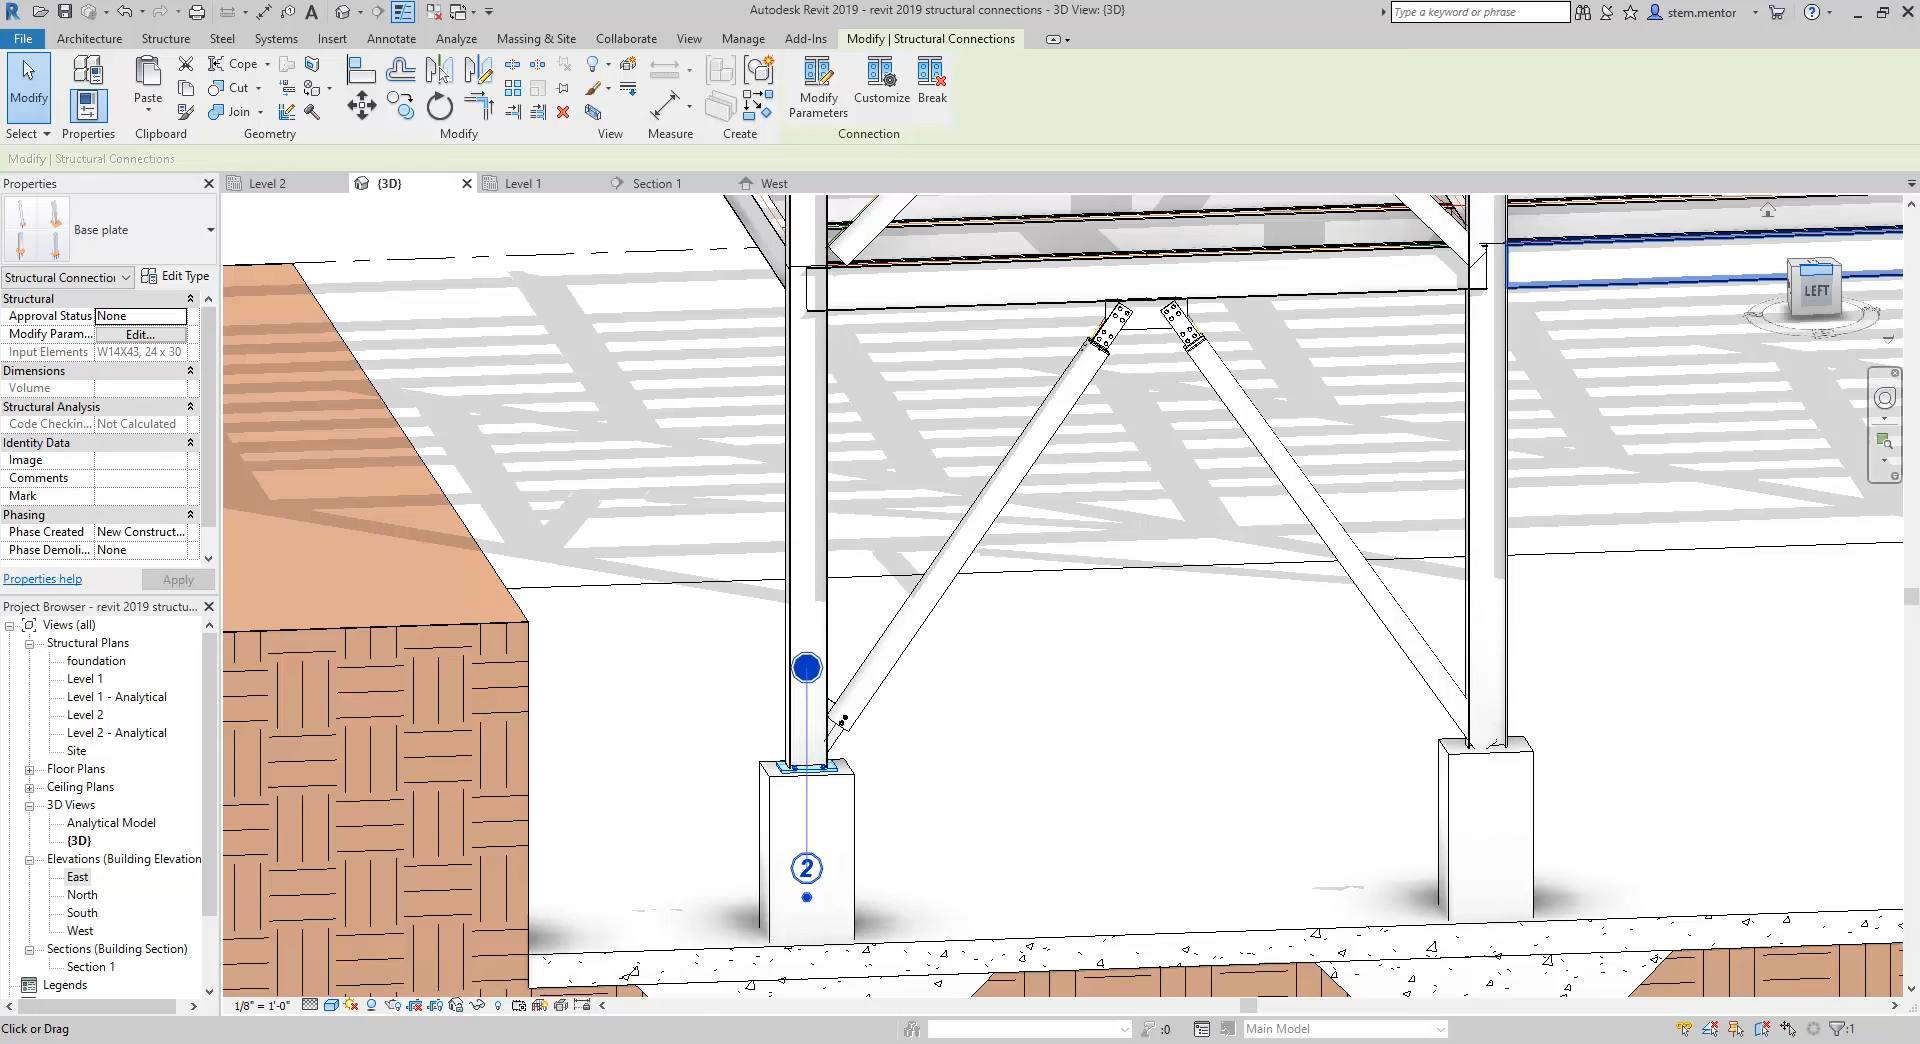 Autodesk Revit 2019 - revit 2019 structural connections - 3D View: {3D}
Type a keyword or phrase
stem.mentor
File Architecture Structure Steel Systems Insert Annotate Analyze Massing & Site Collaborate View Manage Add-Ins Modify | Structural Connections
Modify
Paste
Cope
Cut
Join
Modify Parameters
Customize
Break
Select Properties Clipboard Geometry Modify View Measure Create Connection
Modify | Structural Connections
Properties
Level 2
{3D}
Level 1
Section 1
West
Base plate
Structural Connection
Edit Type
Structural
Approval Status None
Modify Param... Edit...
Input Elements W14X43, 24 x 30
Dimensions
Volume
Structural Analysis
Code Checkin... Not Calculated
Identity Data
Image
Comments
Mark
Phasing
Phase Created New Construct...
Phase Demoli... None
Properties help
Apply
LEFT
2
Project Browser - revit 2019 structu...
Views (all)
Structural Plans
foundation
Level 1
Level 1 - Analytical
Level 2
Level 2 - Analytical
Site
Floor Plans
Ceiling Plans
3D Views
Analytical Model
{3D}
Elevations (Building Elevation
East
North
South
West
Sections (Building Section)
Section 1
Legends
1/8" = 1'-0"
Click or Drag
:0
Main Model
:1